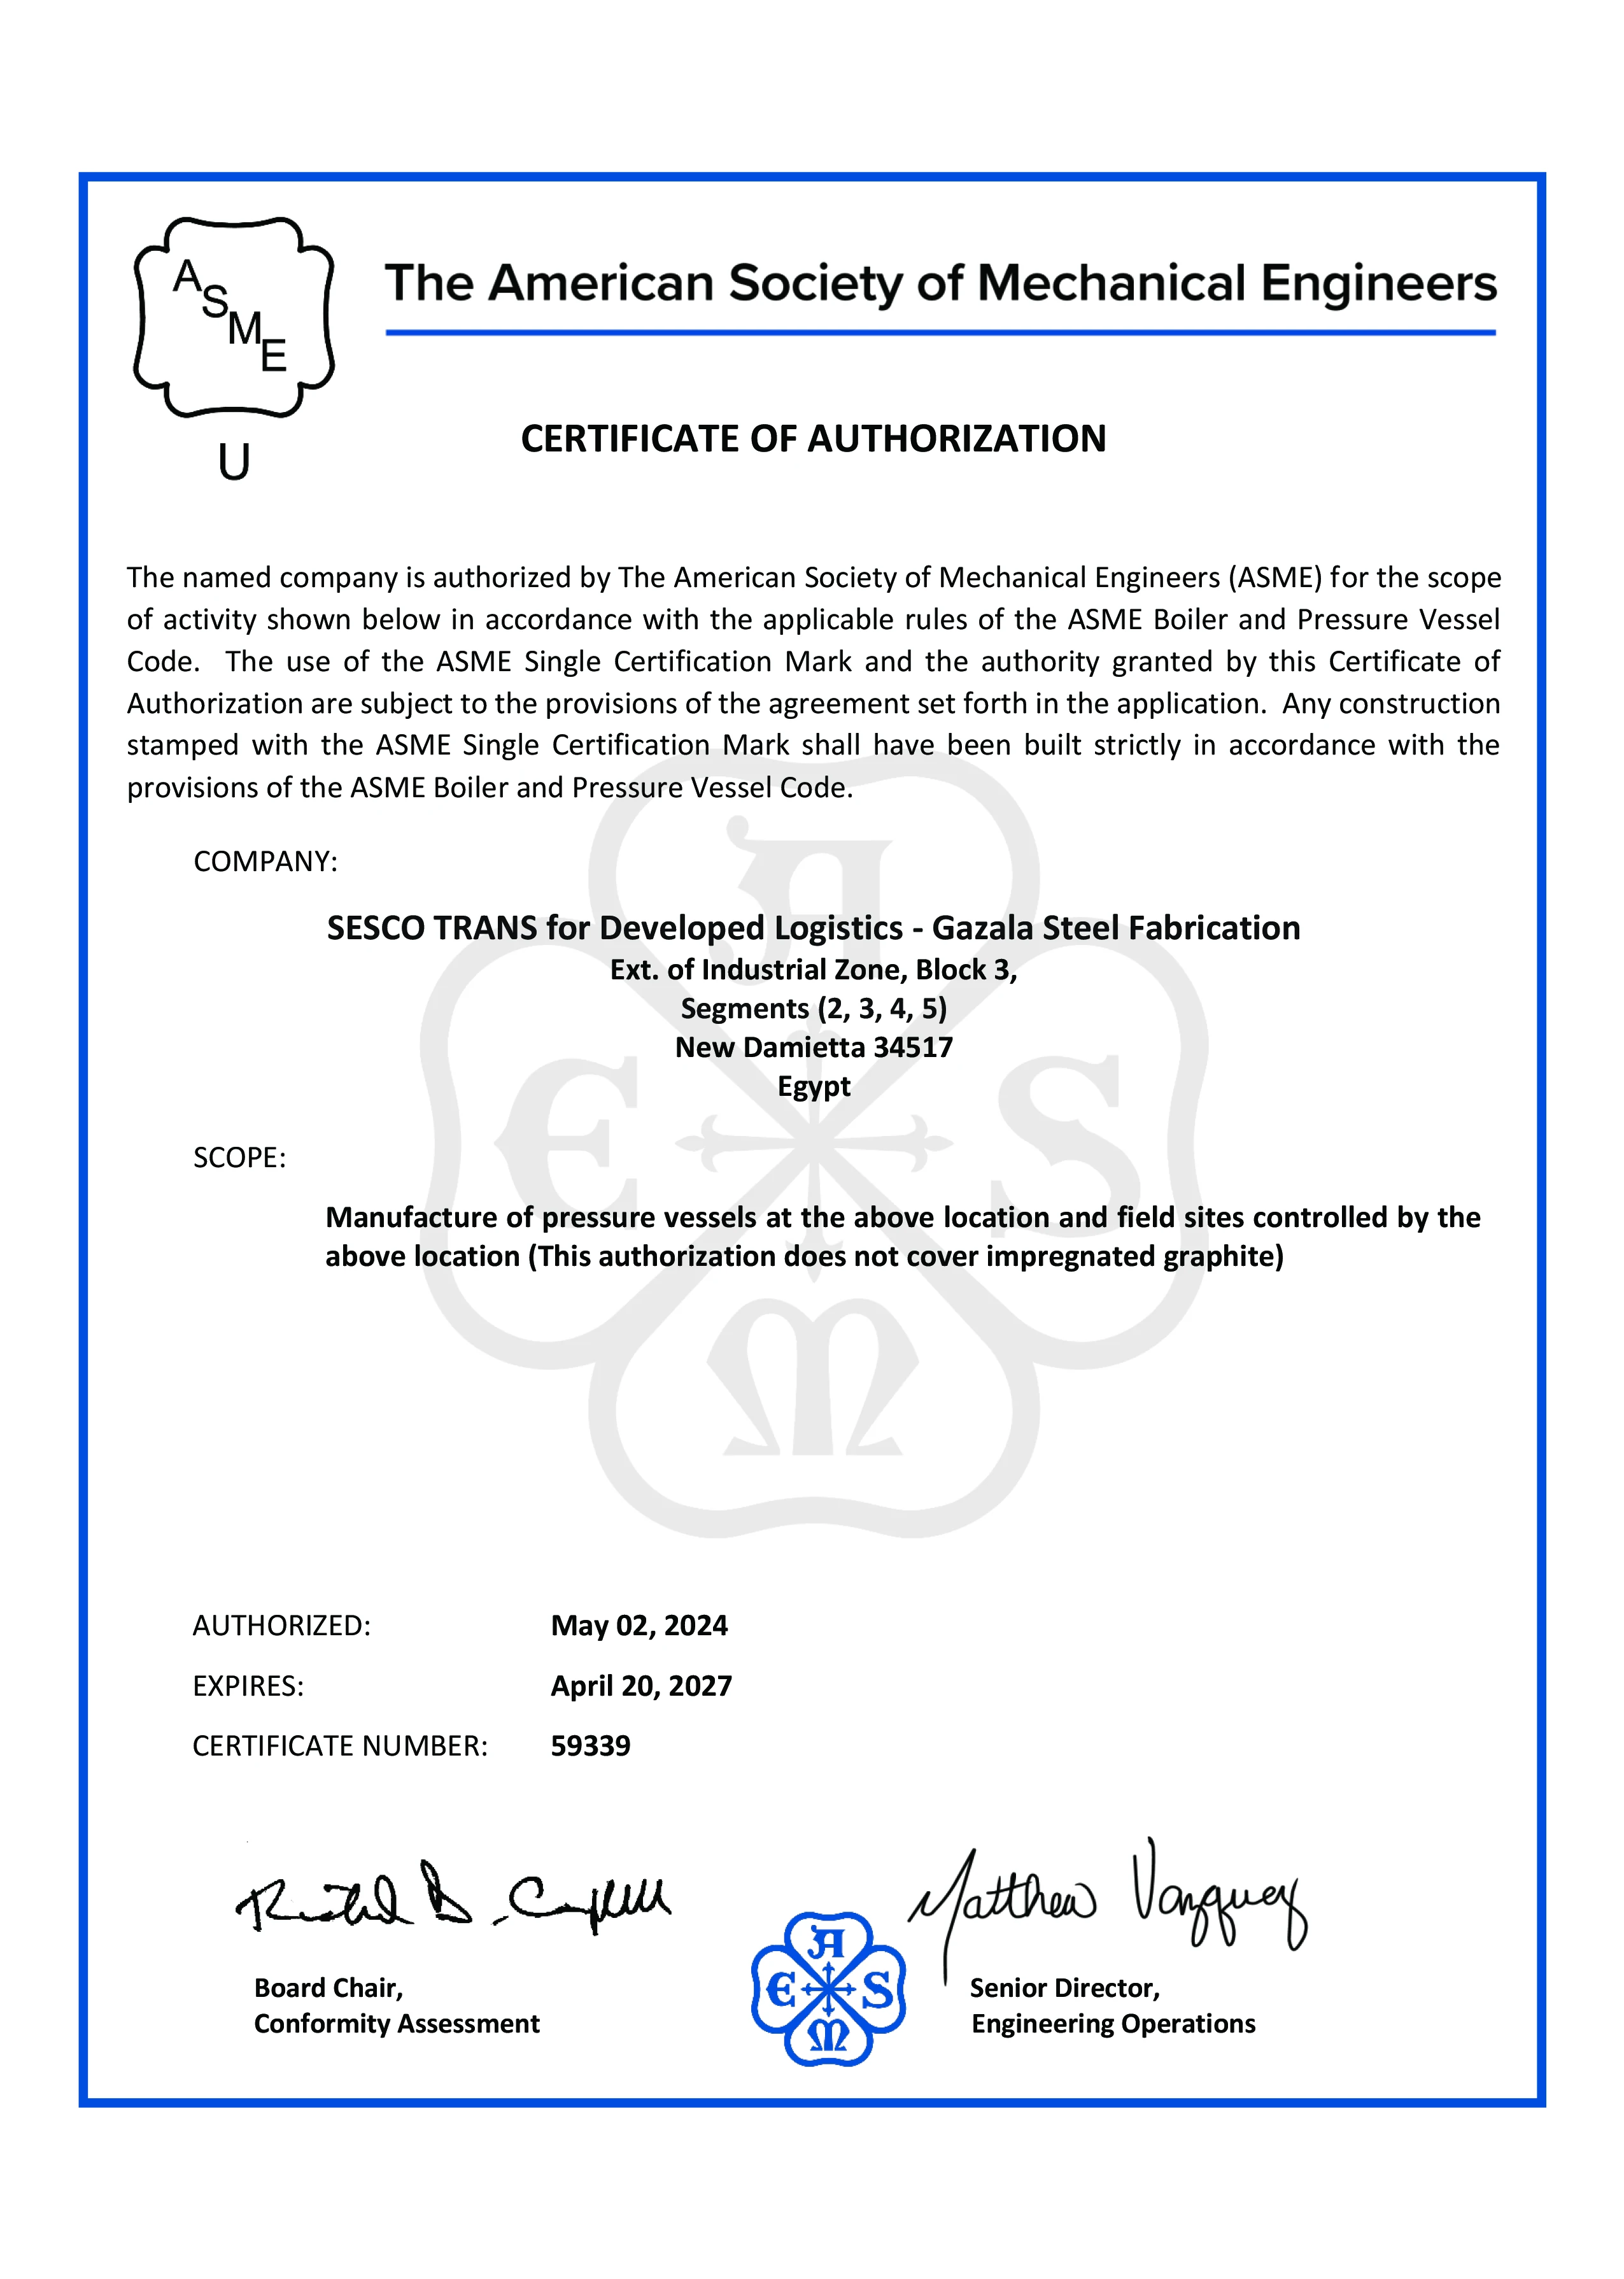 A
S
M
E
U
The American Society of Mechanical Engineers
CERTIFICATE OF AUTHORIZATION
The named company is authorized by The American Society of Mechanical Engineers (ASME) for the scope
of activity shown below in accordance with the applicable rules of the ASME Boiler and Pressure Vessel
Code.  The use of the ASME Single Certification Mark and the authority granted by this Certificate of
Authorization are subject to the provisions of the agreement set forth in the application.  Any construction
stamped with the ASME Single Certification Mark shall have been built strictly in accordance with the
provisions of the ASME Boiler and Pressure Vessel Code.
COMPANY:
SESCO TRANS for Developed Logistics - Gazala Steel Fabrication
Ext. of Industrial Zone, Block 3,
Segments (2, 3, 4, 5)
New Damietta 34517
Egypt
SCOPE:
Manufacture of pressure vessels at the above location and field sites controlled by the
above location (This authorization does not cover impregnated graphite)
A
E S
M
AUTHORIZED: May 02, 2024
EXPIRES: April 20, 2027
CERTIFICATE NUMBER: 59339
Matthew Vazquez
A
E S
M
Board Chair,
Conformity Assessment
Senior Director,
Engineering Operations